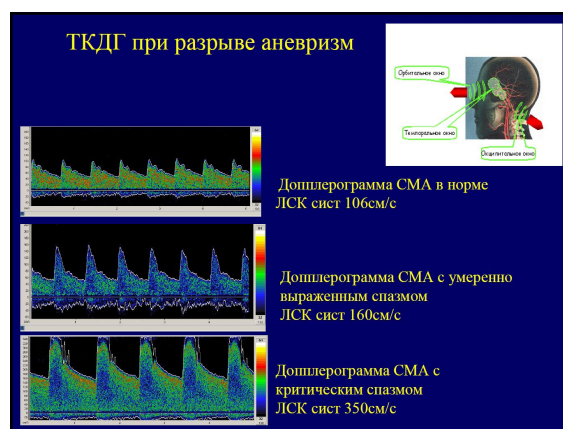 ТКДГ при разрыве аневризм
Орбитальное окно
Темпоральное окно
Окципитальное окно
Допплерограмма СМА в норме
ЛСК сист 106см/с
Допплерограмма СМА с умеренно
выраженным спазмом
ЛСК сист 160см/с
Допплерограмма СМА с
критическим спазмом
ЛСК сист 350см/с